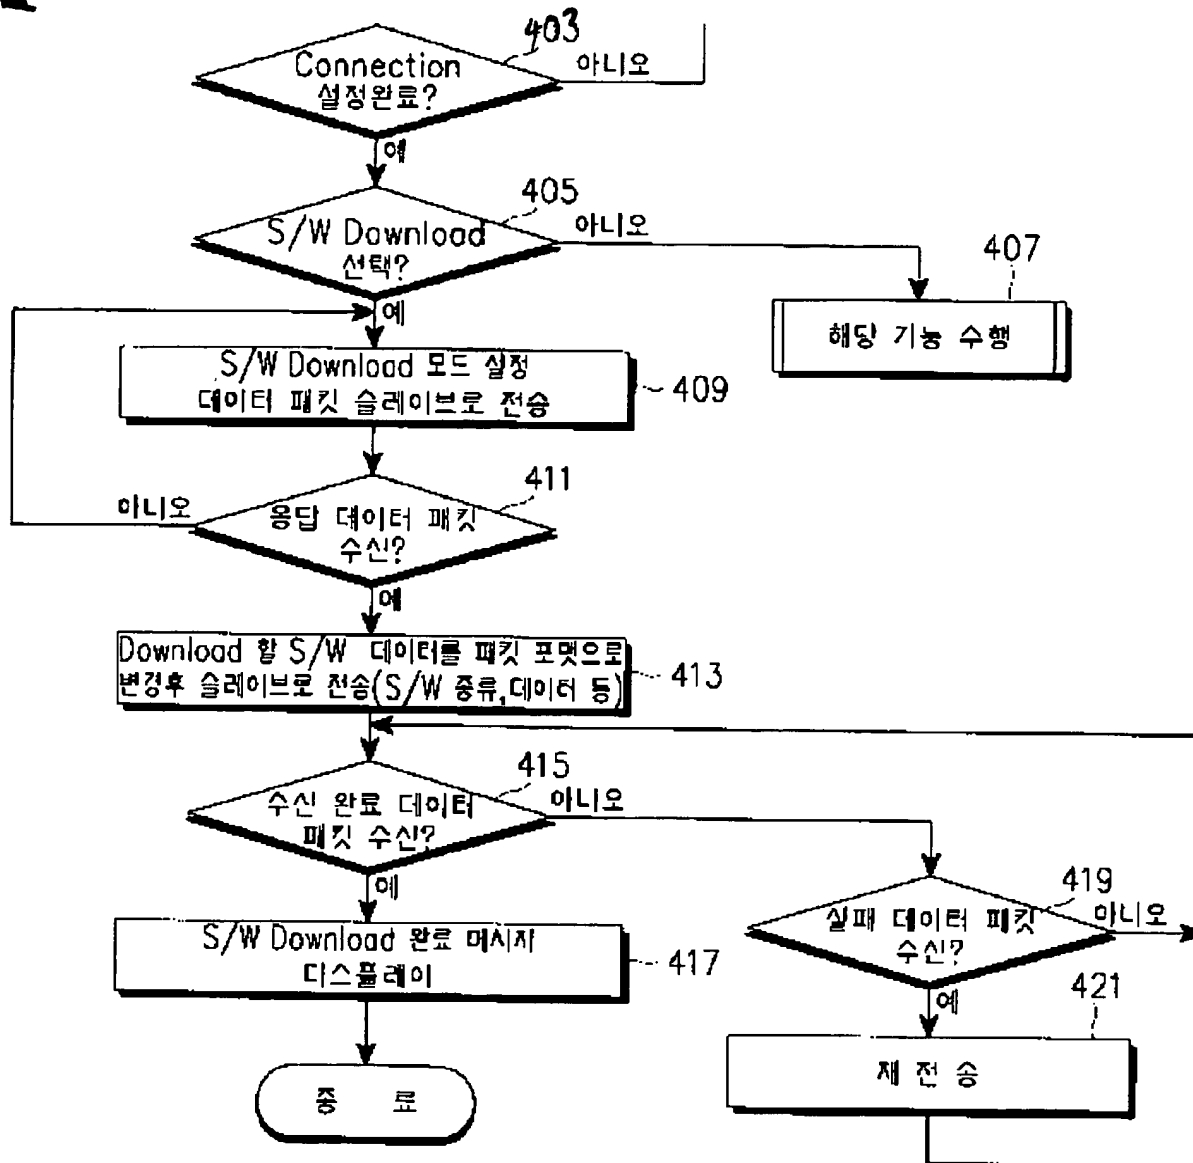 403
Connection
설정완료?
아니오
예
405
S/W Download
선택?
아니오
예
407
해당 기능 수행
S/W Download 모드 설정
데이터 패킷 슬레이브로 전송
409
411
응답 데이터 패킷
수신?
아니오
예
Download 할 S/W 데이터를 패킷 포맷으로
변경후 슬레이브로 전송(S/W 종류,데이터 등)
413
415
수신 완료 데이터
패킷 수신?
아니오
예
419
실패 데이터 패킷
수신?
아니오
예
S/W Download 완료 메시지
디스플레이
417
421
재 전송
종 료